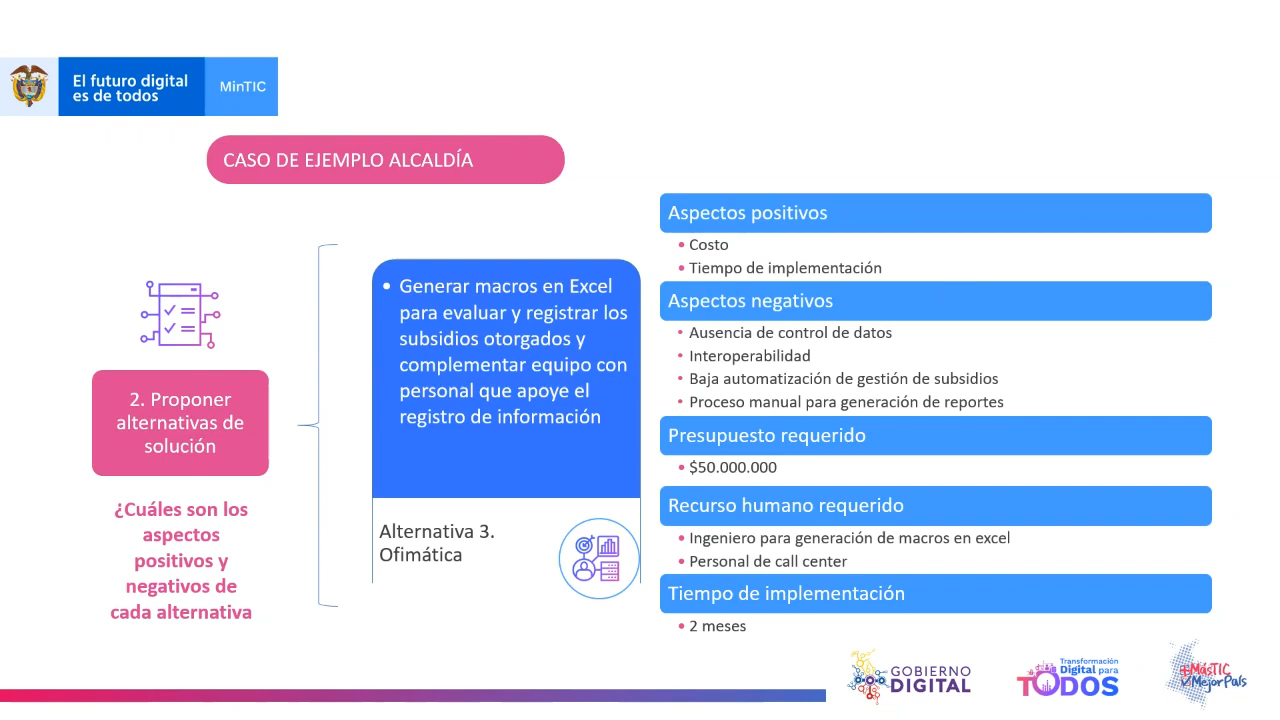 El futuro digital
es de todos
MinTIC
CASO DE EJEMPLO ALCALDÍA
2. Proponer
alternativas de
solución
¿Cuáles son los
aspectos
positivos y
negativos de
cada alternativa
• Generar macros en Excel
para evaluar y registrar los
subsidios otorgados y
complementar equipo con
personal que apoye el
registro de información
Alternativa 3.
Ofimática
Aspectos positivos
• Costo
• Tiempo de implementación
Aspectos negativos
• Ausencia de control de datos
• Interoperabilidad
• Baja automatización de gestión de subsidios
• Proceso manual para generación de reportes
Presupuesto requerido
• $50.000.000
Recurso humano requerido
• Ingeniero para generación de macros en excel
• Personal de call center
Tiempo de implementación
• 2 meses
GOBIERNO
DIGITAL
Transformación
Digital para
TODOS
+MásTIC
MejorPaís